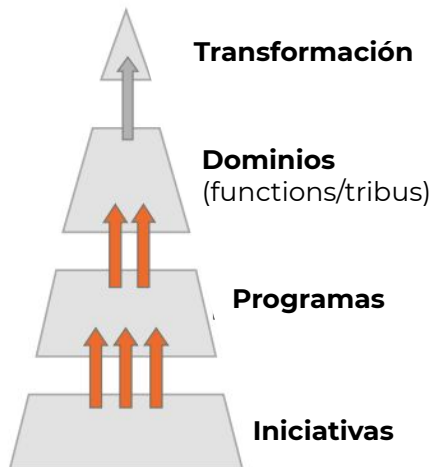 Transformación
Dominios
(functions/tribus)
Programas
Iniciativas